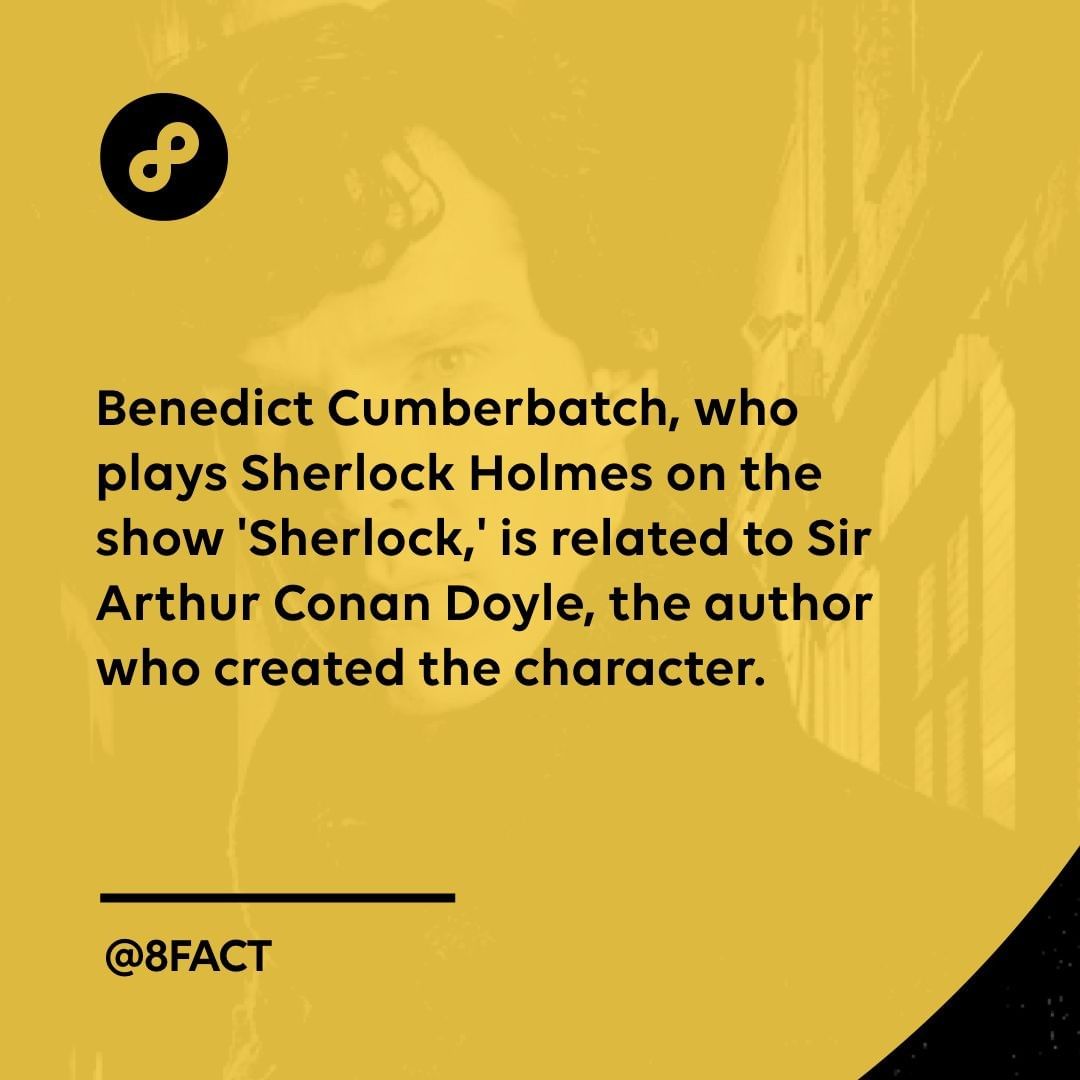 Benedict Cumberbatch, who
plays Sherlock Holmes on the
show 'Sherlock,' is related to Sir
Arthur Conan Doyle, the author
who created the character.
@8FACT